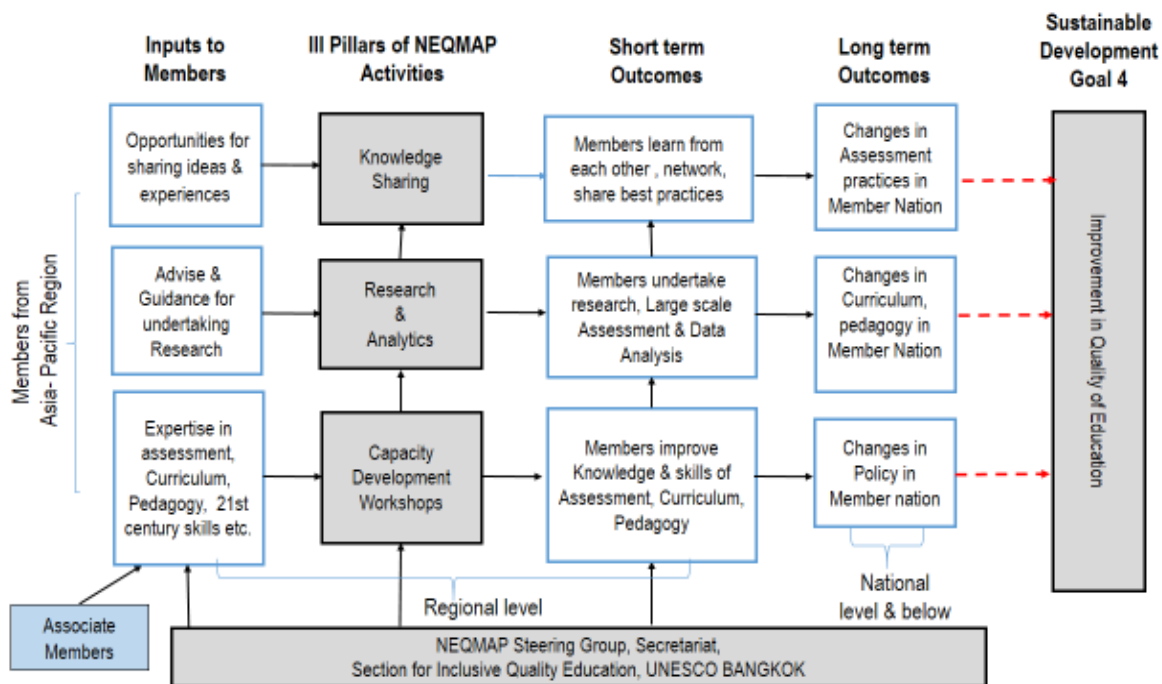 Inputs to
Members
III Pillars of NEQMAP
Activities
Short term
Outcomes
Long term
Outcomes
Sustainable
Development
Goal 4
Members from
Asia- Pacific Region
Opportunities for
sharing ideas &
experiences
Knowledge
Sharing
Members learn from
each other , network,
share best practices
Changes in
Assessment
practices in
Member Nation
Advise &
Guidance for
undertaking
Research
Research
&
Analytics
Members undertake
research, Large scale
Assessment & Data
Analysis
Changes in
Curriculum,
pedagogy in
Member Nation
Expertise in
assessment,
Curriculum,
Pedagogy, 21st
century skills etc.
Capacity
Development
Workshops
Members improve
Knowledge & skills of
Assessment, Curriculum,
Pedagogy
Changes in
Policy in
Member nation
Improvement in Quality of Education
Regional level
National
level & below
Associate
Members
NEQMAP Steering Group, Secretariat,
Section for Inclusive Quality Education, UNESCO BANGKOK